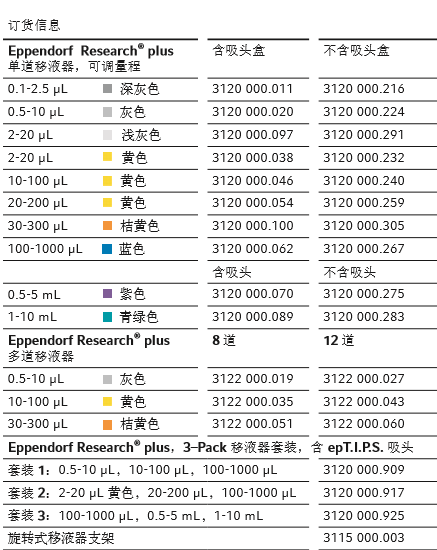 订货信息
Eppendorf Research® plus 含吸头盒 不含吸头盒
单道移液器，可调量程
0.1-2.5 µL 深灰色 3120 000.011 3120 000.216
0.5-10 µL 灰色 3120 000.020 3120 000.224
2-20 µL 浅灰色 3120 000.097 3120 000.291
2-20 µL 黄色 3120 000.038 3120 000.232
10-100 µL 黄色 3120 000.046 3120 000.240
20-200 µL 黄色 3120 000.054 3120 000.259
30-300 µL 桔黄色 3120 000.100 3120 000.305
100-1000 µL 蓝色 3120 000.062 3120 000.267
含吸头 不含吸头
0.5-5 mL 紫色 3120 000.070 3120 000.275
1-10 mL 青绿色 3120 000.089 3120 000.283
Eppendorf Research® plus 8 道 12 道
多道移液器
0.5-10 µL 灰色 3122 000.019 3122 000.027
10-100 µL 黄色 3122 000.035 3122 000.043
30-300 µL 桔黄色 3122 000.051 3122 000.060
Eppendorf Research® plus，3–Pack 移液器套装，含 epT.I.P.S. 吸头
套装 1：0.5-10 µL，10-100 µL，100-1000 µL 3120 000.909
套装 2：2-20 µL 黄色，20-200 µL，100-1000 µL 3120 000.917
套装 3：100-1000 µL，0.5-5 mL，1-10 mL 3120 000.925
旋转式移液器支架 3115 000.003